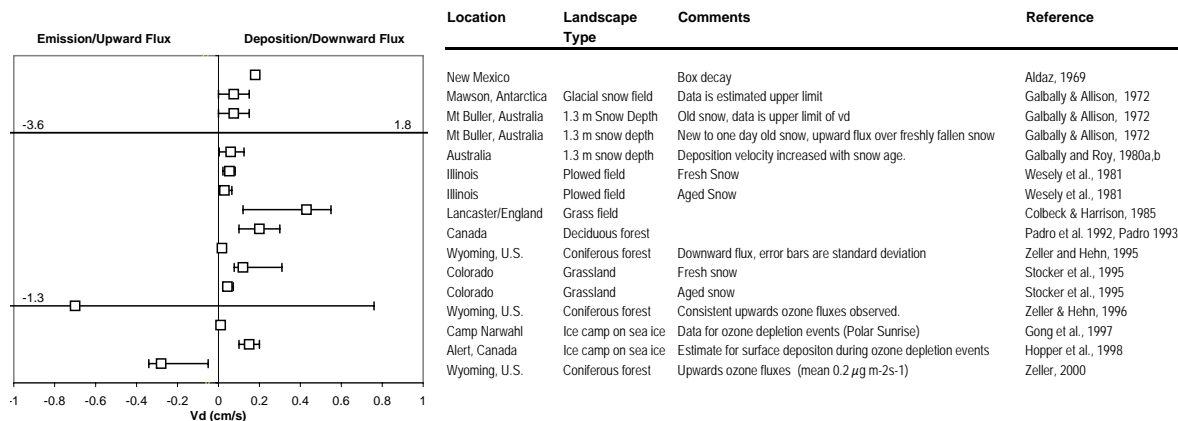 Location Landscape Type Comments Reference
Emission/Upward Flux Deposition/Downward Flux
New Mexico Box decay Aldaz, 1969
Mawson, Antarctica Glacial snow field Data is estimated upper limit Galbally & Allison, 1972
Mt Buller, Australia 1.3 m Snow Depth Old snow, data is upper limit of vd Galbally & Allison, 1972
-3.6 1.8
Mt Buller, Australia 1.3 m snow depth New to one day old snow, upward flux over freshly fallen snow Galbally & Allison, 1972
Australia 1.3 m snow depth Deposition velocity increased with snow age. Galbally and Roy, 1980a,b
Illinois Plowed field Fresh Snow Wesely et al., 1981
Illinois Plowed field Aged Snow Wesely et al., 1981
Lancaster/England Grass field Colbeck & Harrison, 1985
Canada Deciduous forest Padro et al. 1992, Padro 1993
Wyoming, U.S. Coniferous forest Downward flux, error bars are standard deviation Zeller and Hehn, 1995
Colorado Grassland Fresh snow Stocker et al., 1995
Colorado Grassland Aged snow Stocker et al., 1995
-1.3
Wyoming, U.S. Coniferous forest Consistent upwards ozone fluxes observed. Zeller & Hehn, 1996
Camp Narwahl Ice camp on sea ice Data for ozone depletion events (Polar Sunrise) Gong et al., 1997
Alert, Canada Ice camp on sea ice Estimate for surface depositon during ozone depletion events Hopper et al., 1998
Wyoming, U.S. Coniferous forest Upwards ozone fluxes (mean 0.2 µg m-2s-1) Zeller, 2000
-1 -0.8 -0.6 -0.4 -0.2 0 0.2 0.4 0.6 0.8 1
Vd (cm/s)